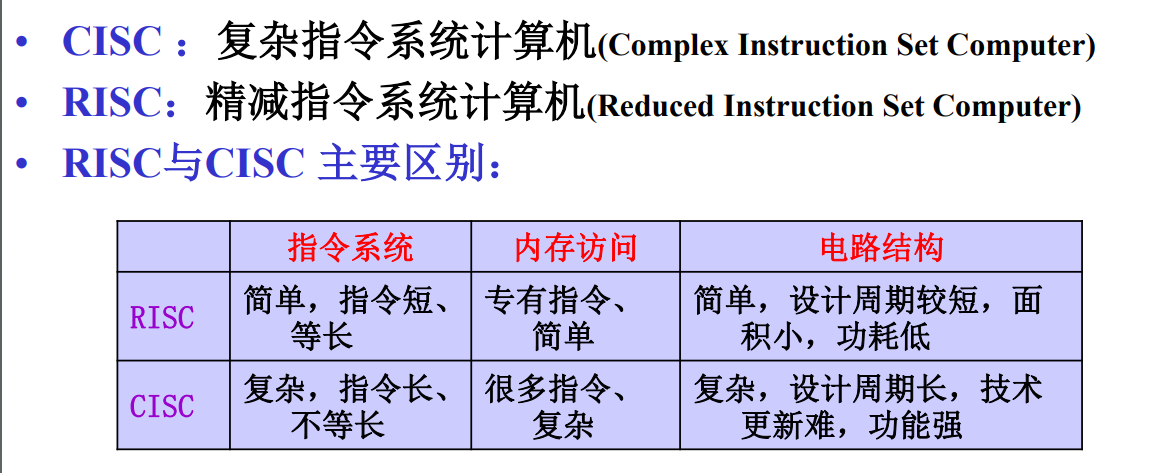 • CISC ：复杂指令系统计算机(Complex Instruction Set Computer)
• RISC：精减指令系统计算机(Reduced Instruction Set Computer)
• RISC与CISC 主要区别：
指令系统 内存访问 电路结构
RISC 简单，指令短、等长 专有指令、简单 简单，设计周期较短，面积小，功耗低
CISC 复杂，指令长、不等长 很多指令、复杂 复杂，设计周期长，技术更新难，功能强